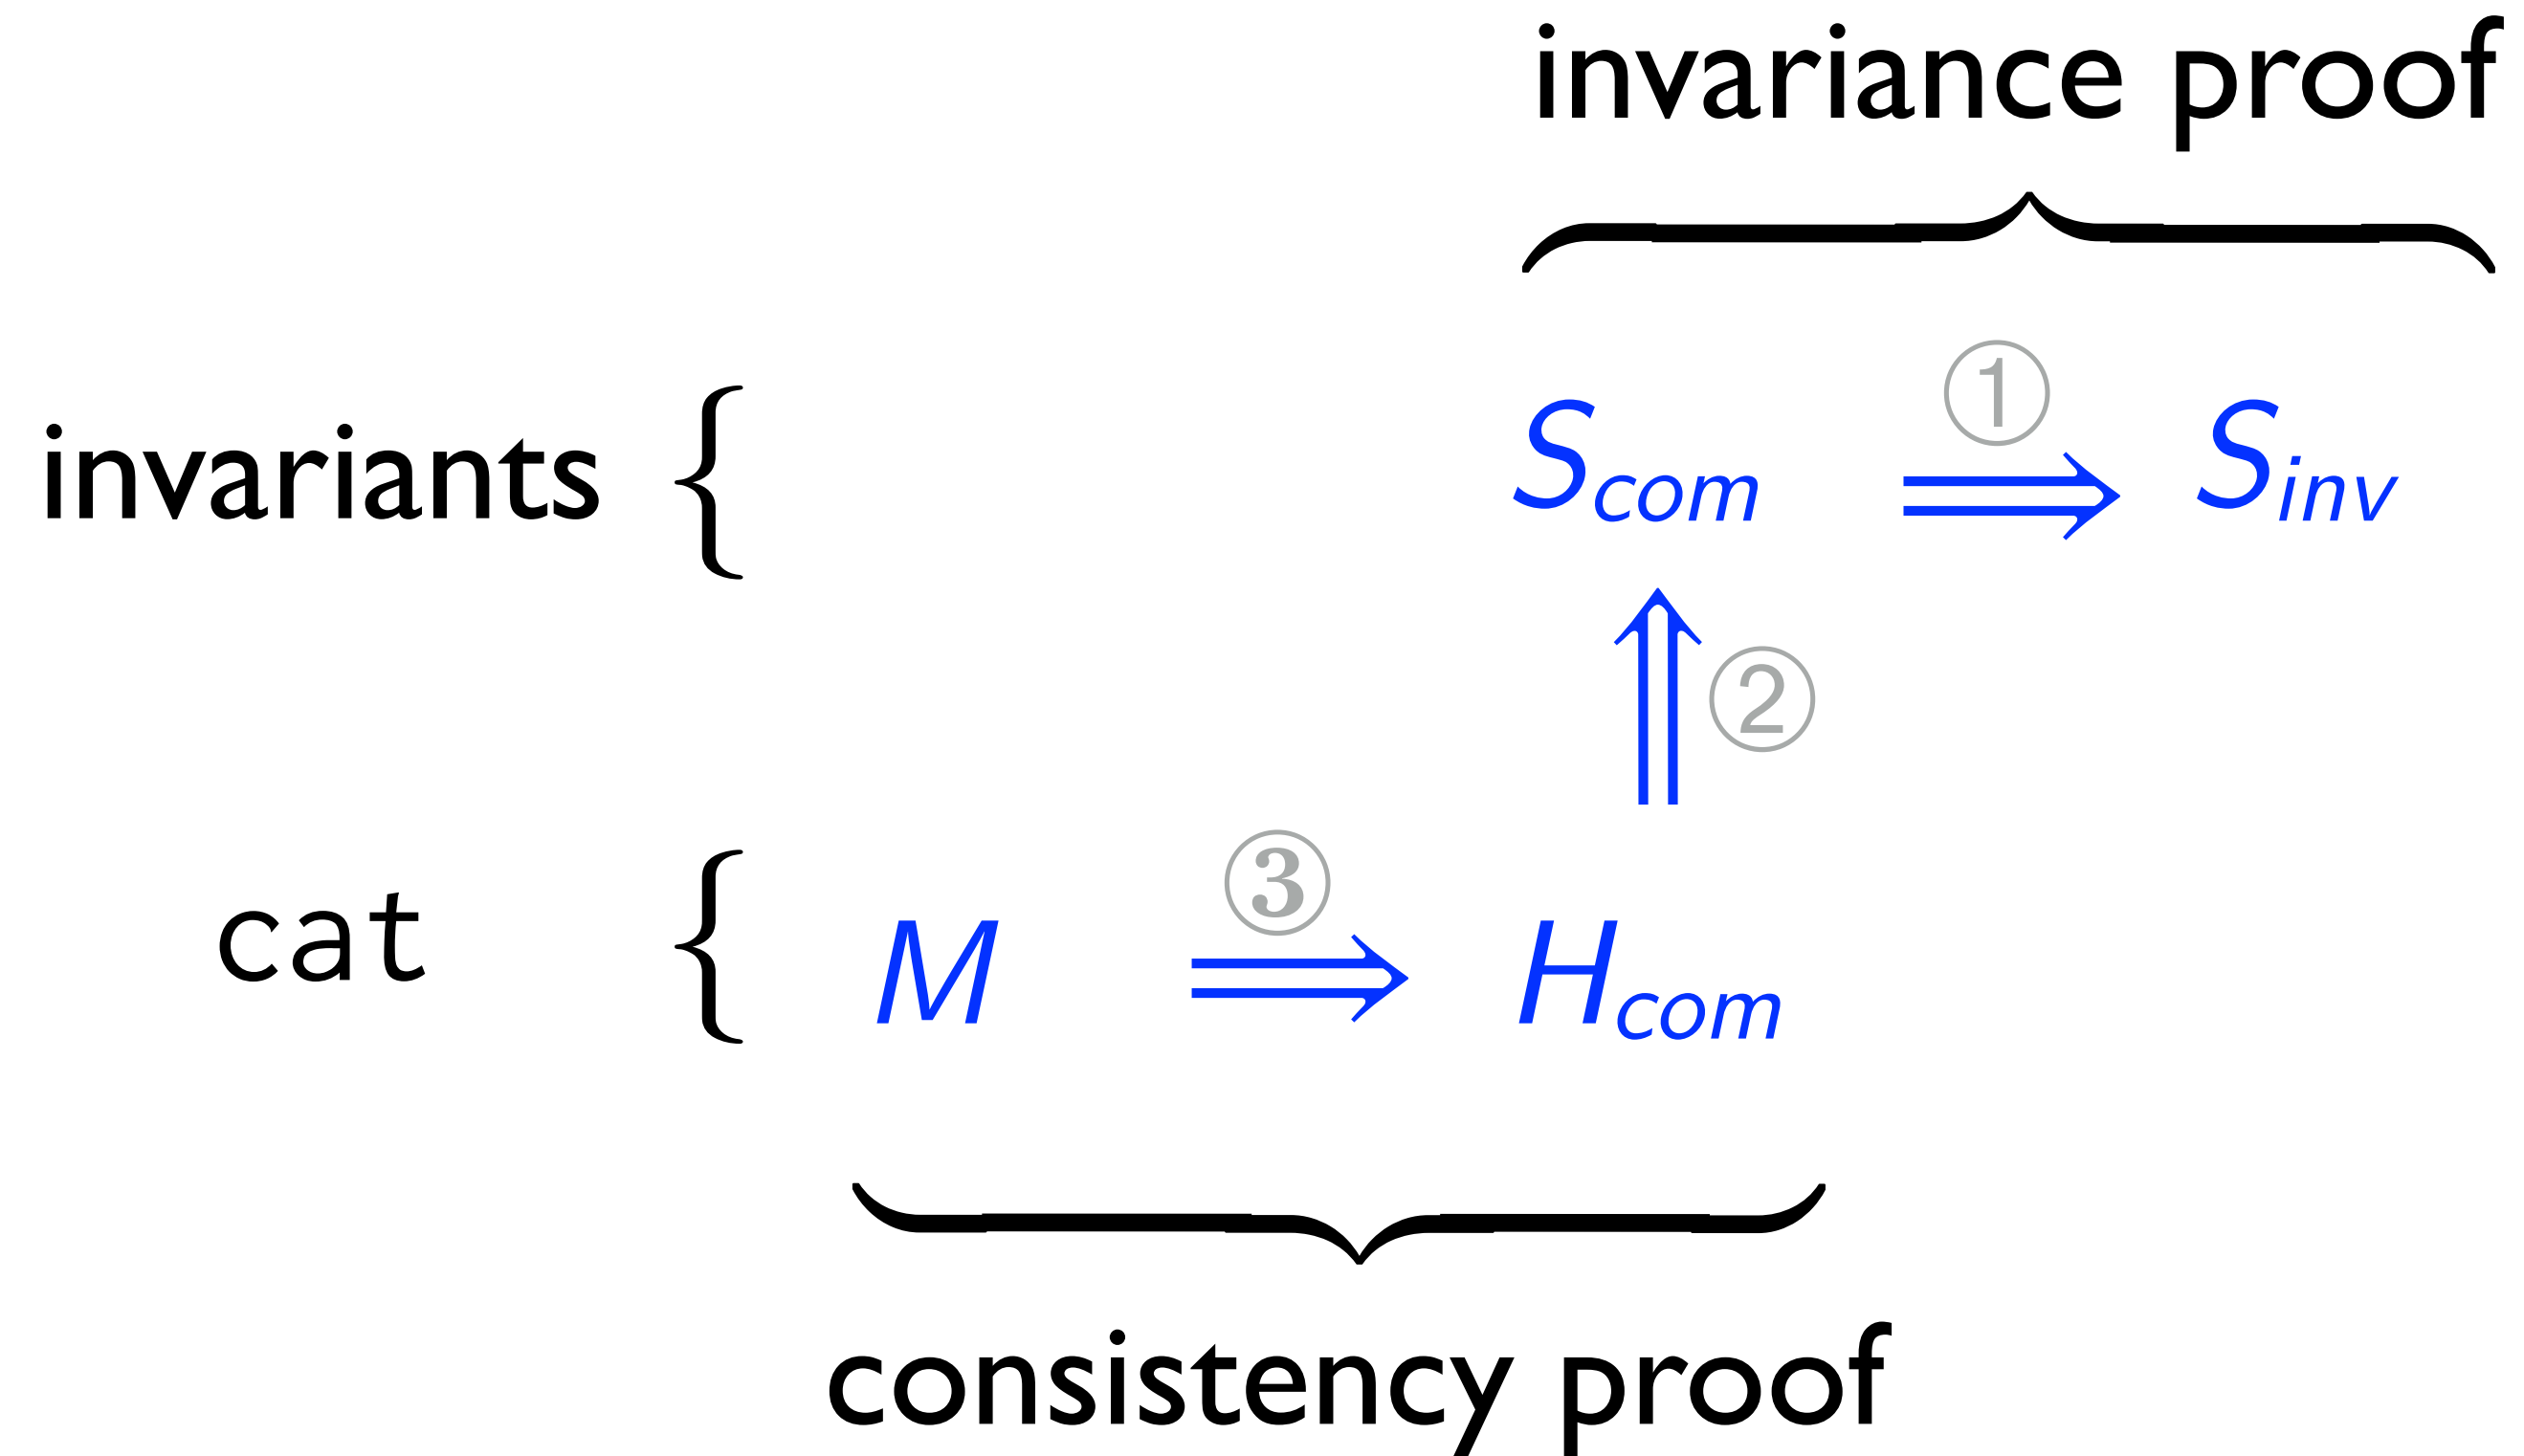 invariance proof
①
invariants { S_com ⇒ S_inv
⇑ ②
③
cat { M ⇒ H_com
consistency proof